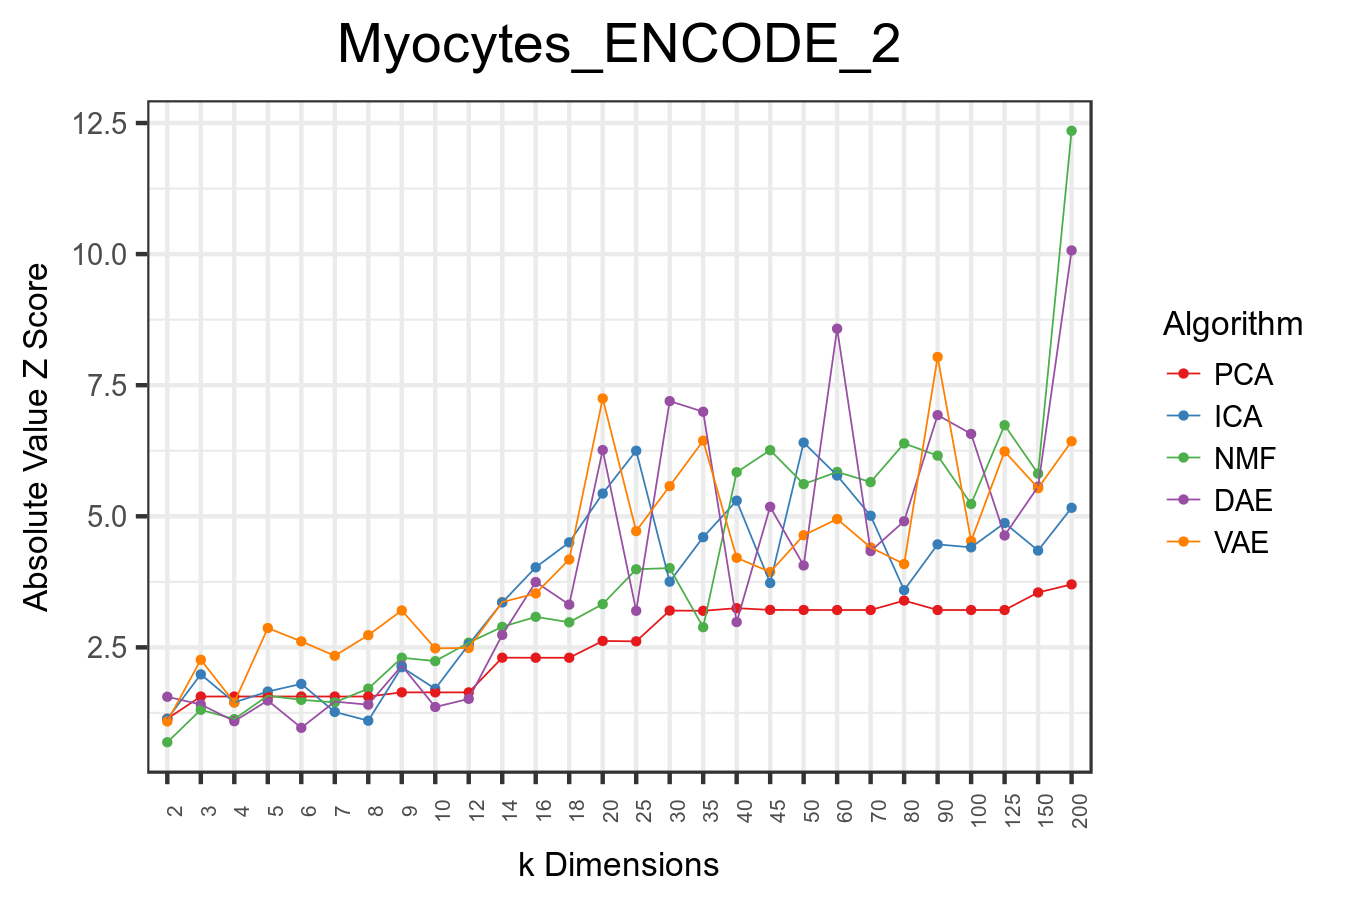 Myocytes_ENCODE_2
Absolute Value Z Score
12.5
10.0
7.5
5.0
2.5
2 3 4 5 6 7 8 9 10 12 14 16 18 20 25 30 35 40 45 50 60 70 80 90 100 125 150 200
k Dimensions
Algorithm
PCA
ICA
NMF
DAE
VAE